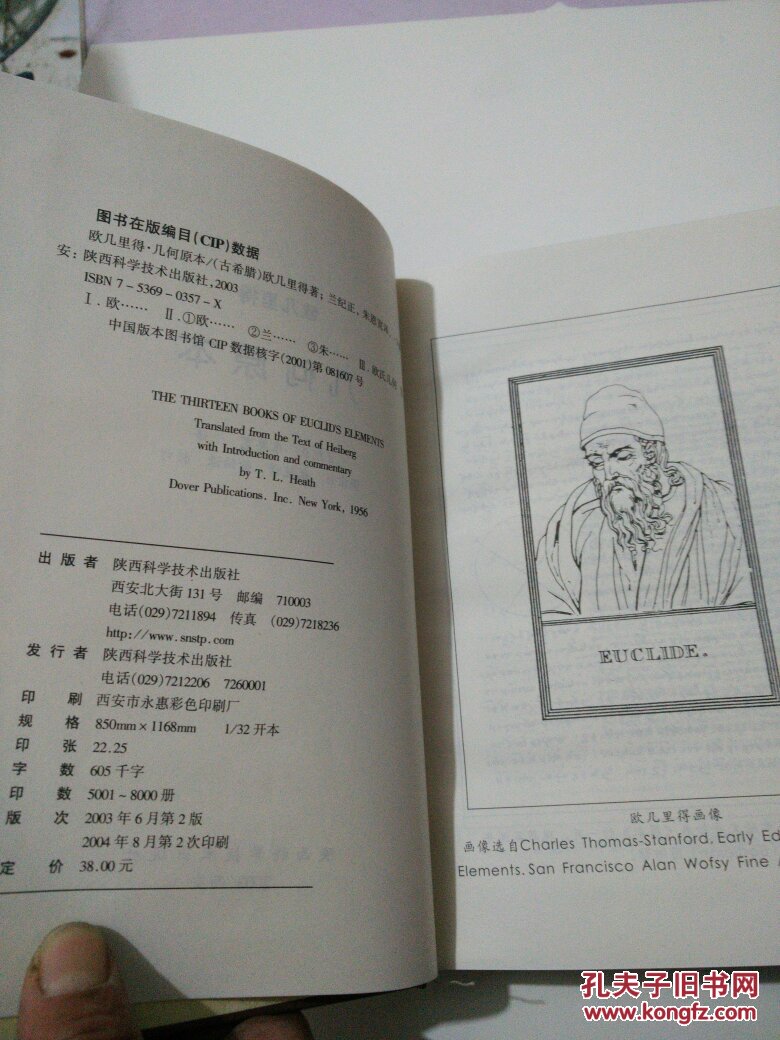 图书在版编目(CIP)数据
欧几里得·几何原本/(古希腊)欧几里得著;兰纪正,朱恩宽
安:陕西科学技术出版社,2003
ISBN 7-5369-0357-X
Ⅰ.欧…… Ⅱ.①欧…… ②兰…… ③朱…… Ⅲ.欧氏几何
中国版本图书馆CIP数据核字(2001)第081607号
THE THIRTEEN BOOKS OF EUCLID'S ELEMENTS
Translated from the Text of Heiberg
with Introduction and commentary
by T. L. Heath
Dover Publications. Inc. New York, 1956
出版者 陕西科学技术出版社
西安北大街131号 邮编 710003
电话(029)7211894 传真 (029)7218236
http://www.snstp.com
发行者 陕西科学技术出版社
电话(029)7212206 7260001
印刷 西安市永惠彩色印刷厂
规格 850mm×1168mm 1/32开本
印张 22.25
字数 605千字
印数 5001~8000册
版次 2003年6月第2版
2004年8月第2次印刷
定价 38.00元
EUCLIDE.
欧几里得画像
画像选自Charles Thomas-Stanford, Early Ed
Elements. San Francisco Alan Wofsy Fine
孔夫子旧书网
www.kongfz.com